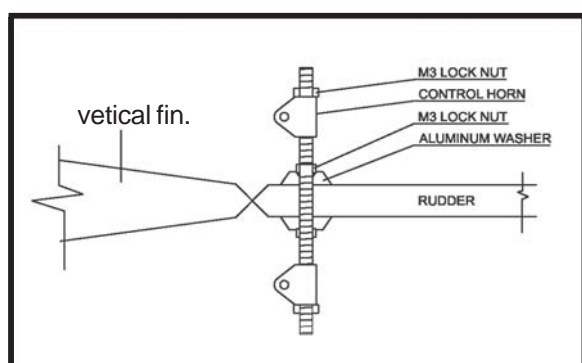 M3 LOCK NUT
CONTROL HORN
vetical fin.
M3 LOCK NUT
ALUMINUM WASHER
RUDDER